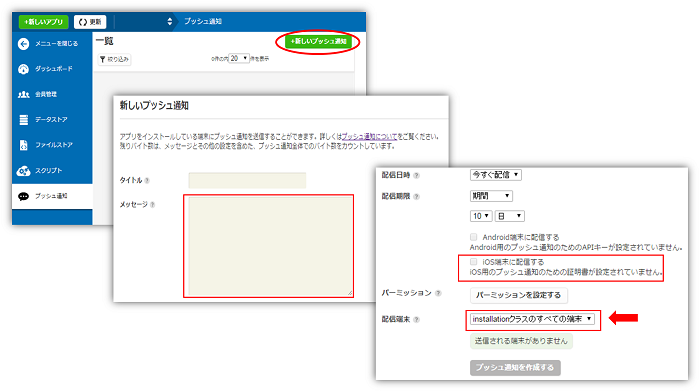 +新しいアプリ
更新
プッシュ通知
メニューを閉じる
ダッシュボード
会員管理
データストア
ファイルストア
スクリプト
プッシュ通知
一覧
+新しいプッシュ通知
絞り込み
0件の内 20 件を表示
新しいプッシュ通知
アプリをインストールしている端末にプッシュ通知を送信することができます。詳しくはプッシュ通知についてをご覧ください。
残りバイト数は、メッセージとその他の設定を含めた、プッシュ通知全体でのバイト数をカウントしています。
タイトル
メッセージ
配信日時
今すぐ配信
配信期限
期間
10 日
Android端末に配信する
Android用のプッシュ通知のためのAPIキーが設定されていません。
iOS端末に配信する
iOS用のプッシュ通知のための証明書が設定されていません。
パーミッション
パーミッションを設定する
配信端末
installationクラスのすべての端末
送信される端末がありません
プッシュ通知を作成する